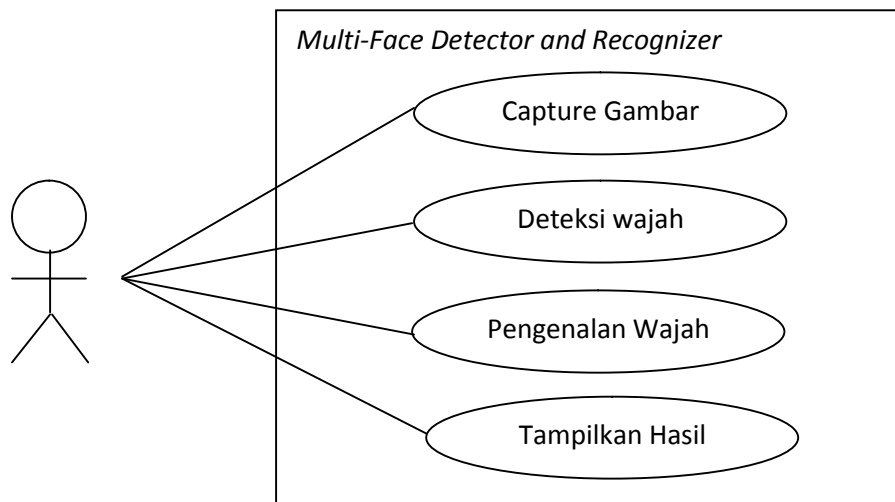 Multi-Face Detector and Recognizer
Capture Gambar
Deteksi wajah
Pengenalan Wajah
Tampilkan Hasil